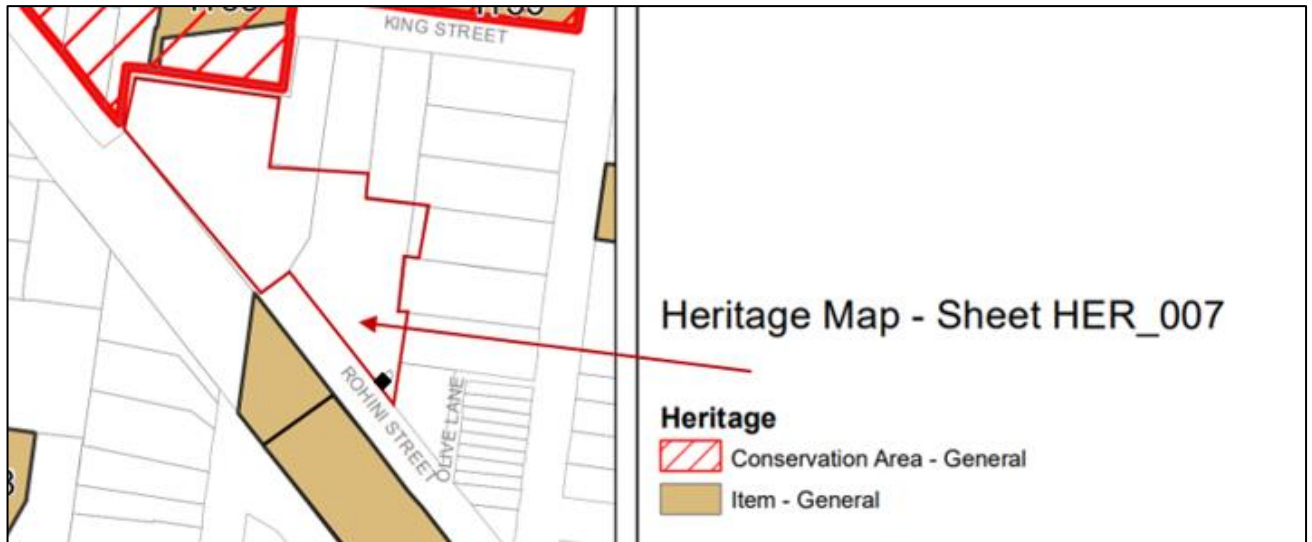 KING STREET
Heritage Map - Sheet HER_007
ROHINI STREET
OLIVE LANE
Heritage
Conservation Area - General
Item - General